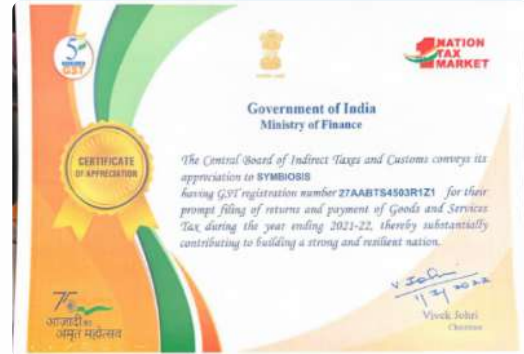 5
GST
NATION
TAX
MARKET
Government of India
Ministry of Finance
CERTIFICATE
OF APPRECIATION
The Central Board of Indirect Taxes and Customs conveys its
appreciation to SYMBIOSIS
having GST registration number 27AABTS4503R1Z1 for their
prompt filing of returns and payment of Goods and Services
Tax during the year ending 2021-22, thereby substantially
contributing to building a strong and resilient nation.
V Johri
Vivek Johri
Chairman
75
आज़ादी का
अमृत महोत्सव